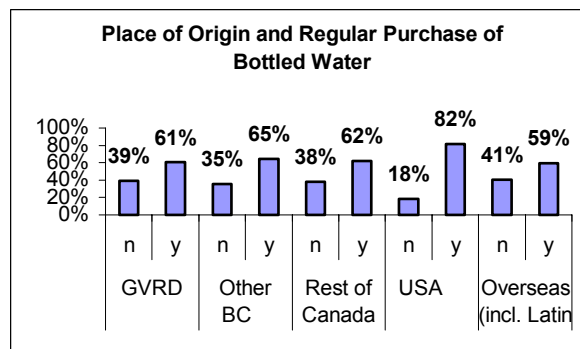 Place of Origin and Regular Purchase of
Bottled Water
100%
80%
60%
40%
20%
0%
39% 61% 35% 65% 38% 62% 18% 82% 41% 59%
n y n y n y n y n y
GVRD Other Rest of USA Overseas
BC Canada (incl. Latin